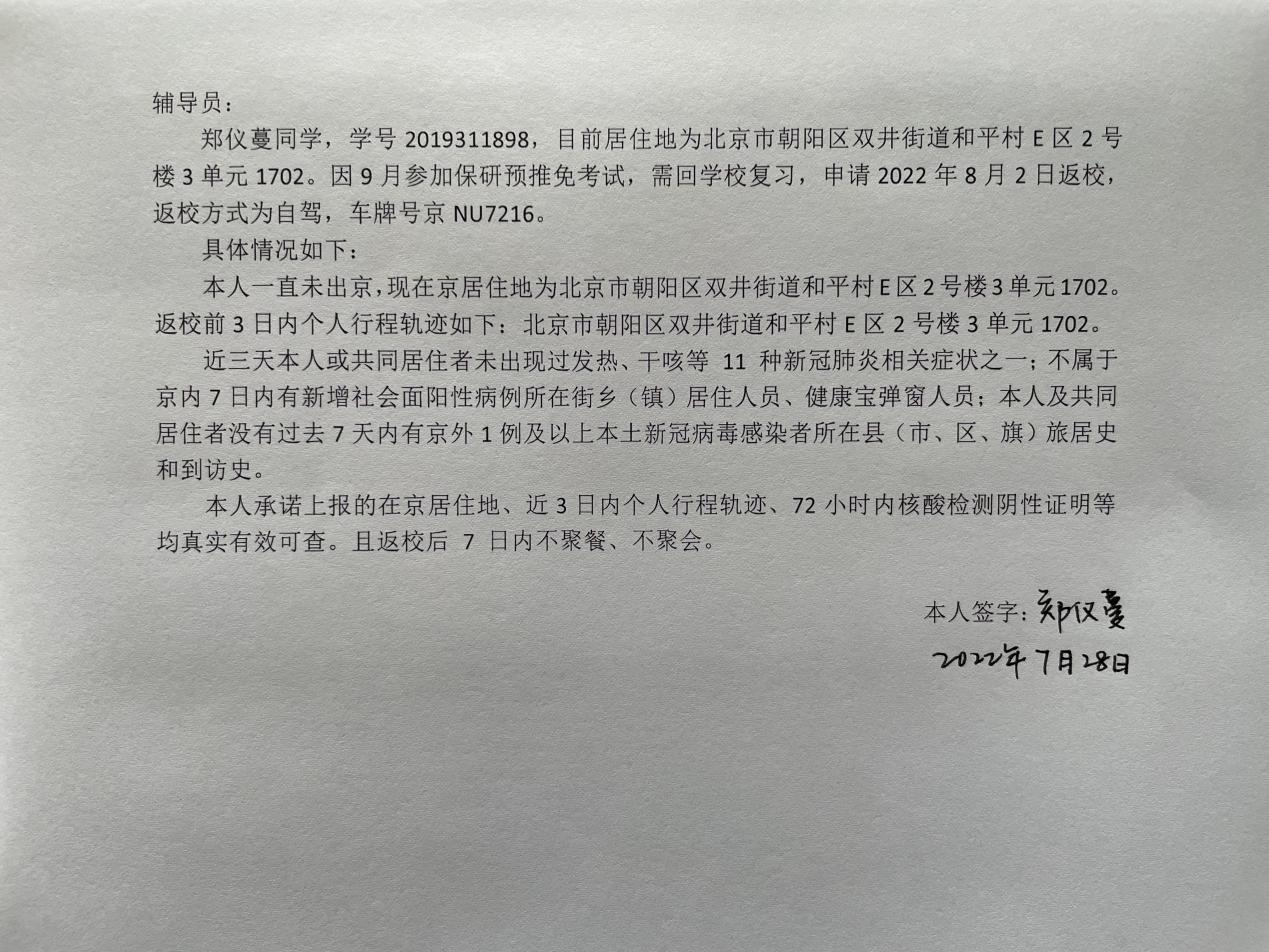 辅导员：
郑仪蔓同学，学号 2019311898，目前居住地为北京市朝阳区双井街道和平村 E 区 2 号
楼 3 单元 1702。因 9 月参加保研预推免考试，需回学校复习，申请 2022 年 8 月 2 日返校，
返校方式为自驾，车牌号京 NU7216。
具体情况如下：
本人一直未出京，现在京居住地为北京市朝阳区双井街道和平村 E 区 2 号楼 3 单元 1702。
返校前 3 日内个人行程轨迹如下：北京市朝阳区双井街道和平村 E 区 2 号楼 3 单元 1702。
近三天本人或共同居住者未出现过发热、干咳等 11 种新冠肺炎相关症状之一；不属于
京内 7 日内有新增社会面阳性病例所在街乡（镇）居住人员、健康宝弹窗人员；本人及共同
居住者没有过去 7 天内有京外 1 例及以上本土新冠病毒感染者所在县（市、区、旗）旅居史
和到访史。
本人承诺上报的在京居住地、近 3 日内个人行程轨迹、72 小时内核酸检测阴性证明等
均真实有效可查。且返校后 7 日内不聚餐、不聚会。
本人签字：郑仪蔓
2022年7月28日